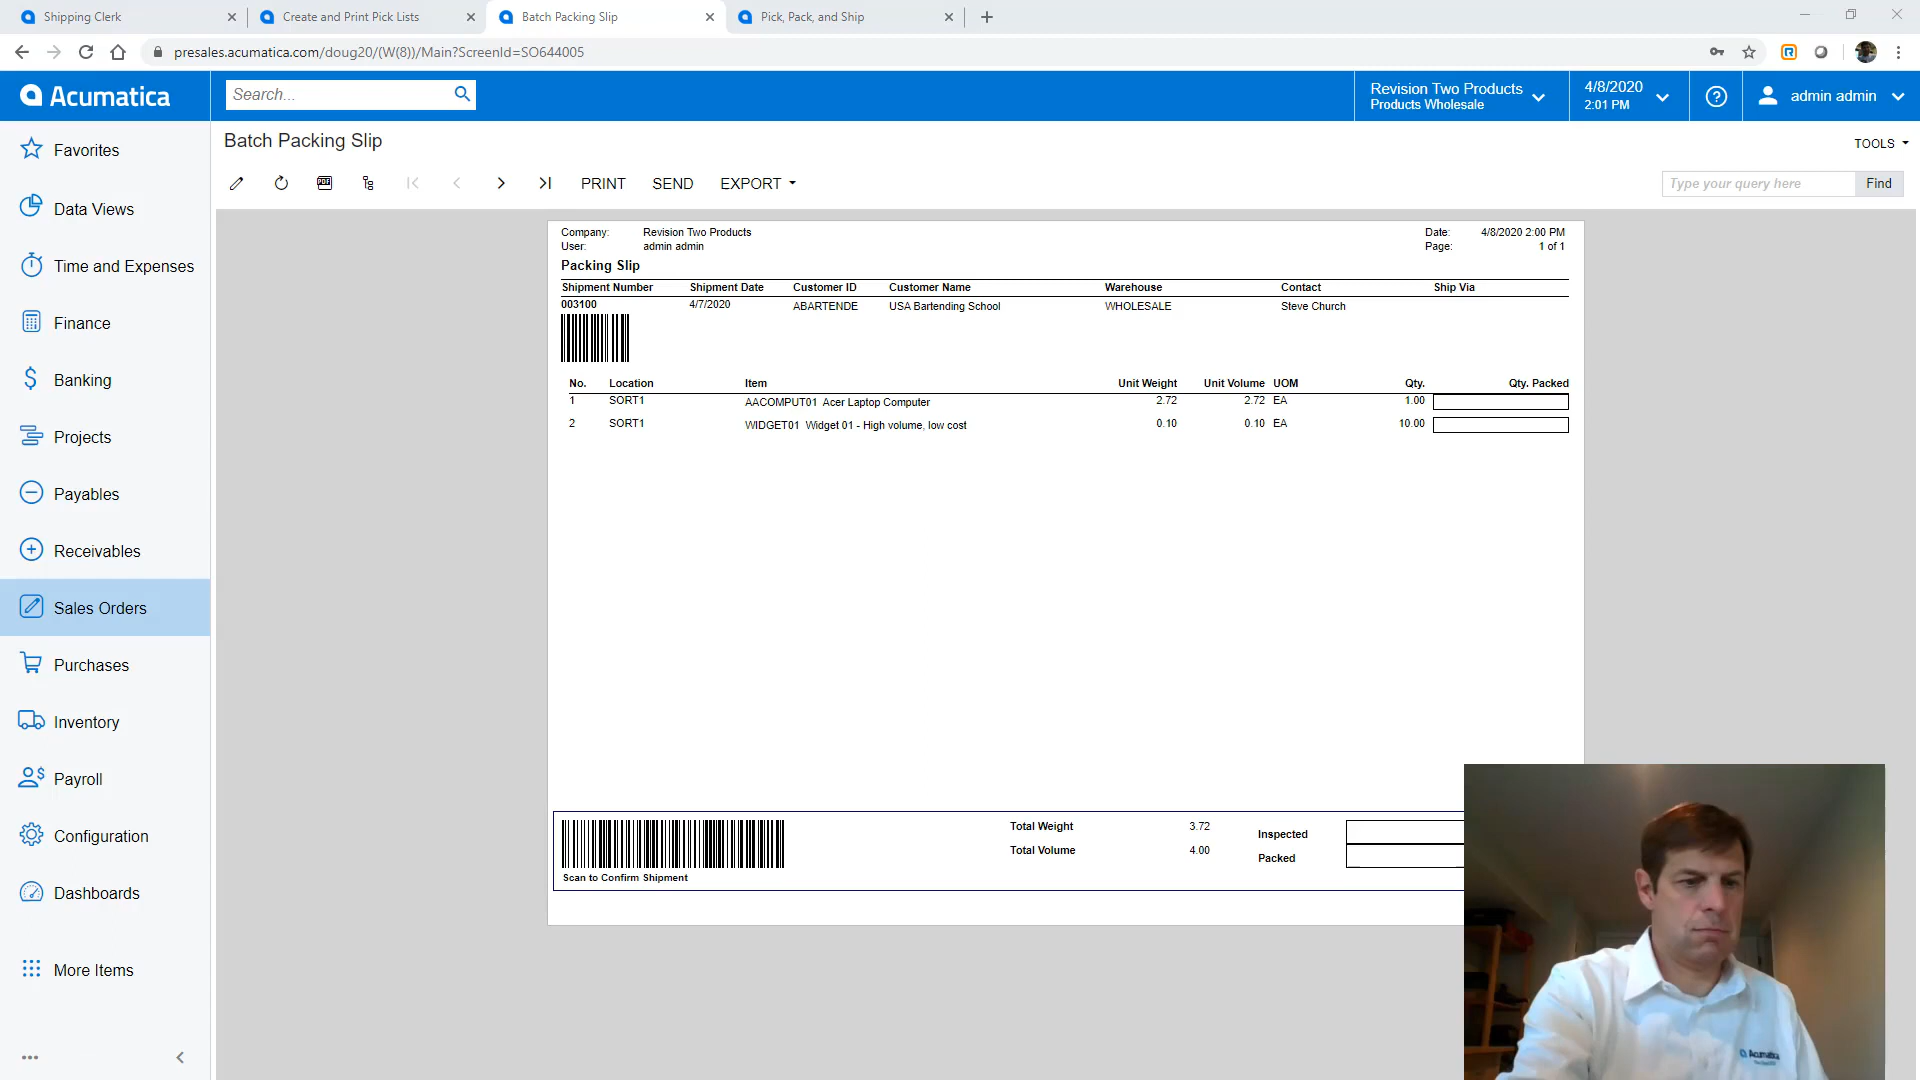 Shipping Clerk
Create and Print Pick Lists
Batch Packing Slip
Pick, Pack, and Ship
presales.acumatica.com/doug20/(W(8))/Main?ScreenId=SO644005
Acumatica
Search...
Revision Two Products
Products Wholesale
4/8/2020
2:01 PM
admin admin
Favorites
Data Views
Time and Expenses
Finance
Banking
Projects
Payables
Receivables
Sales Orders
Purchases
Inventory
Payroll
Configuration
Dashboards
More Items
Batch Packing Slip
TOOLS
PDF
PRINT SEND EXPORT
Type your query here
Find
Company: Revision Two Products
User: admin admin
Date: 4/8/2020 2:00 PM
Page: 1 of 1
Packing Slip
Shipment Number Shipment Date Customer ID Customer Name Warehouse Contact Ship Via
003100 4/7/2020 ABARTENDE USA Bartending School WHOLESALE Steve Church
No. Location Item Unit Weight Unit Volume UOM Qty. Qty. Packed
1 SORT1 AACOMPUT01 Acer Laptop Computer 2.72 2.72 EA 1.00
2 SORT1 WIDGET01 Widget 01 - High volume, low cost 0.10 0.10 EA 10.00
Scan to Confirm Shipment
Total Weight 3.72
Total Volume 4.00
Inspected
Packed
Acumatica